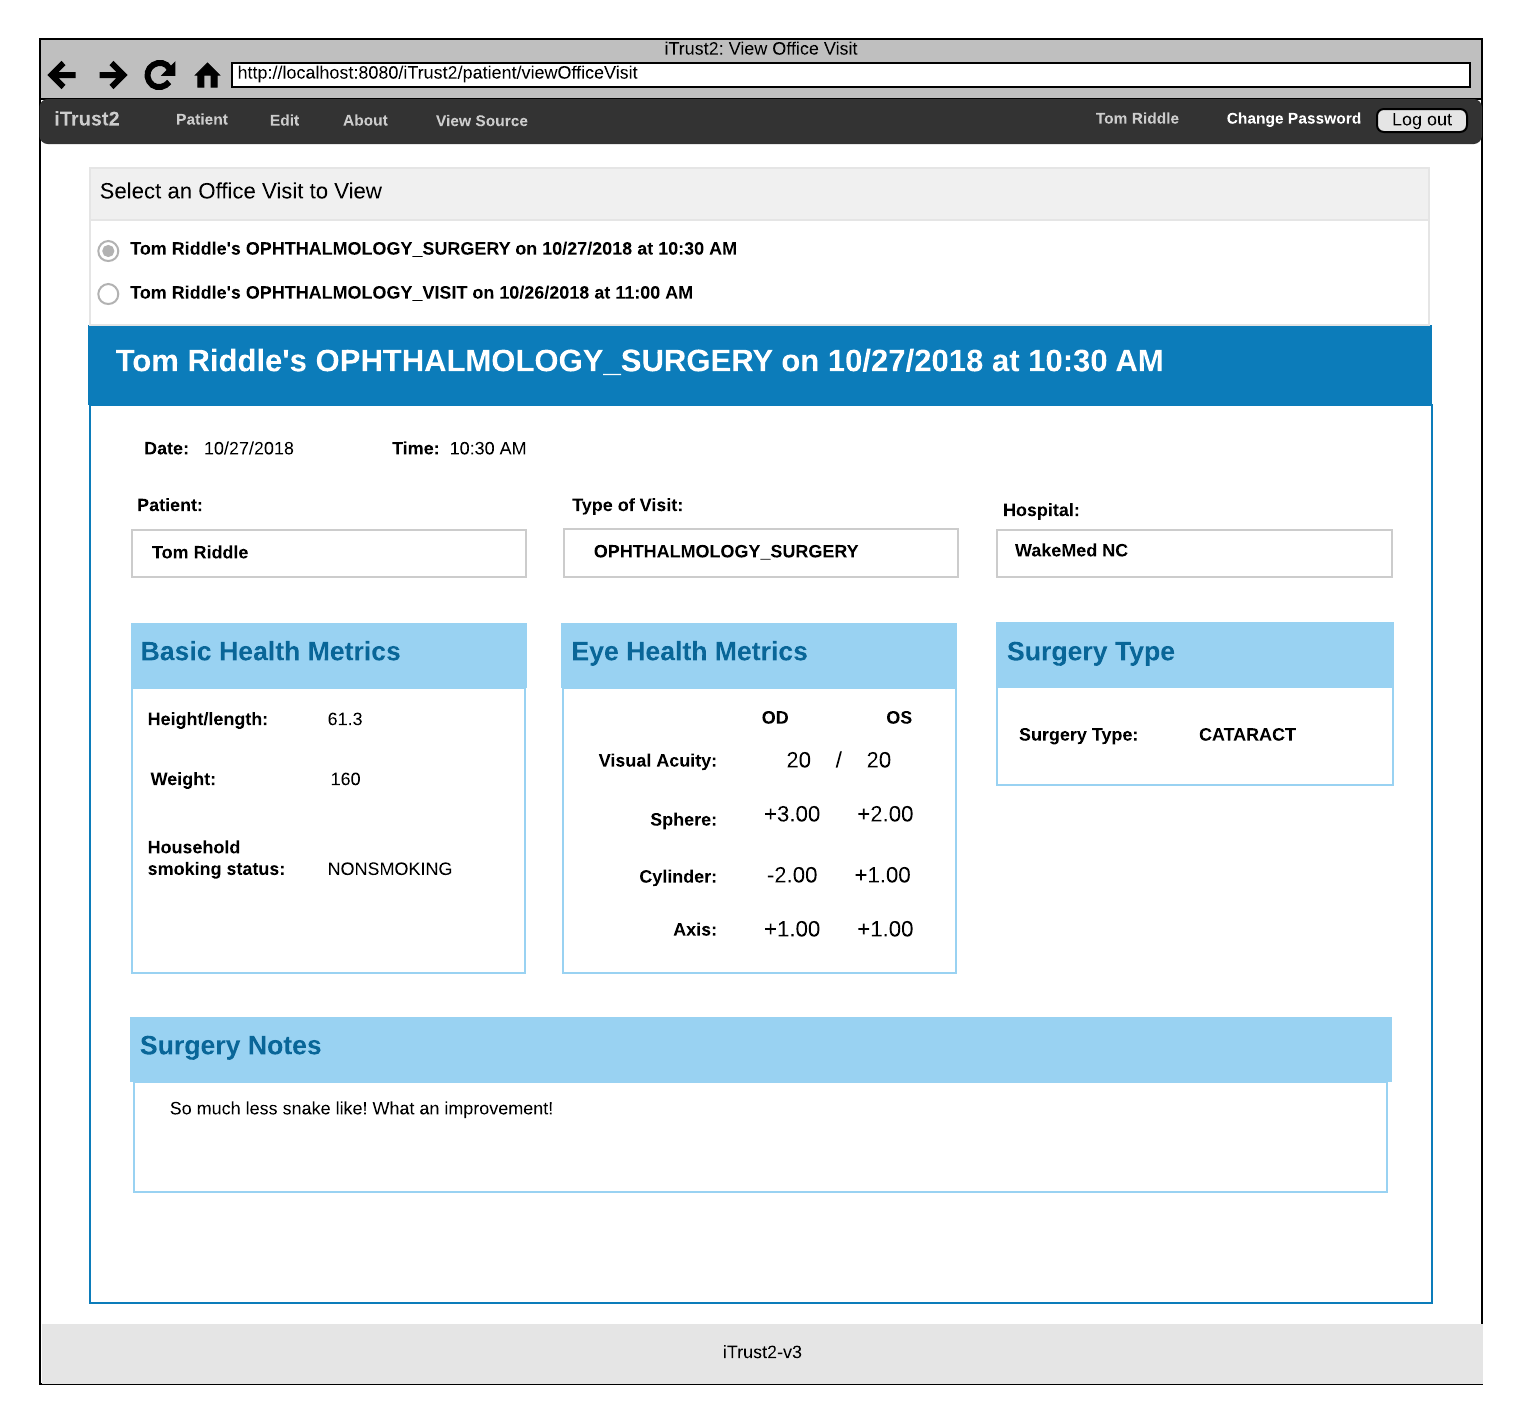 iTrust2: View Office Visit
http://localhost:8080/iTrust2/patient/viewOfficeVisit
iTrust2 Patient Edit About View Source Tom Riddle Change Password Log out
Select an Office Visit to View
Tom Riddle's OPHTHALMOLOGY_SURGERY on 10/27/2018 at 10:30 AM
Tom Riddle's OPHTHALMOLOGY_VISIT on 10/26/2018 at 11:00 AM
Tom Riddle's OPHTHALMOLOGY_SURGERY on 10/27/2018 at 10:30 AM
Date: 10/27/2018 Time: 10:30 AM
Patient: Type of Visit: Hospital:
Tom Riddle OPHTHALMOLOGY_SURGERY WakeMed NC
Basic Health Metrics
Height/length: 61.3
Weight: 160
Household
smoking status: NONSMOKING
Eye Health Metrics
OD OS
Visual Acuity: 20 / 20
Sphere: +3.00 +2.00
Cylinder: -2.00 +1.00
Axis: +1.00 +1.00
Surgery Type
Surgery Type: CATARACT
Surgery Notes
So much less snake like! What an improvement!
iTrust2-v3